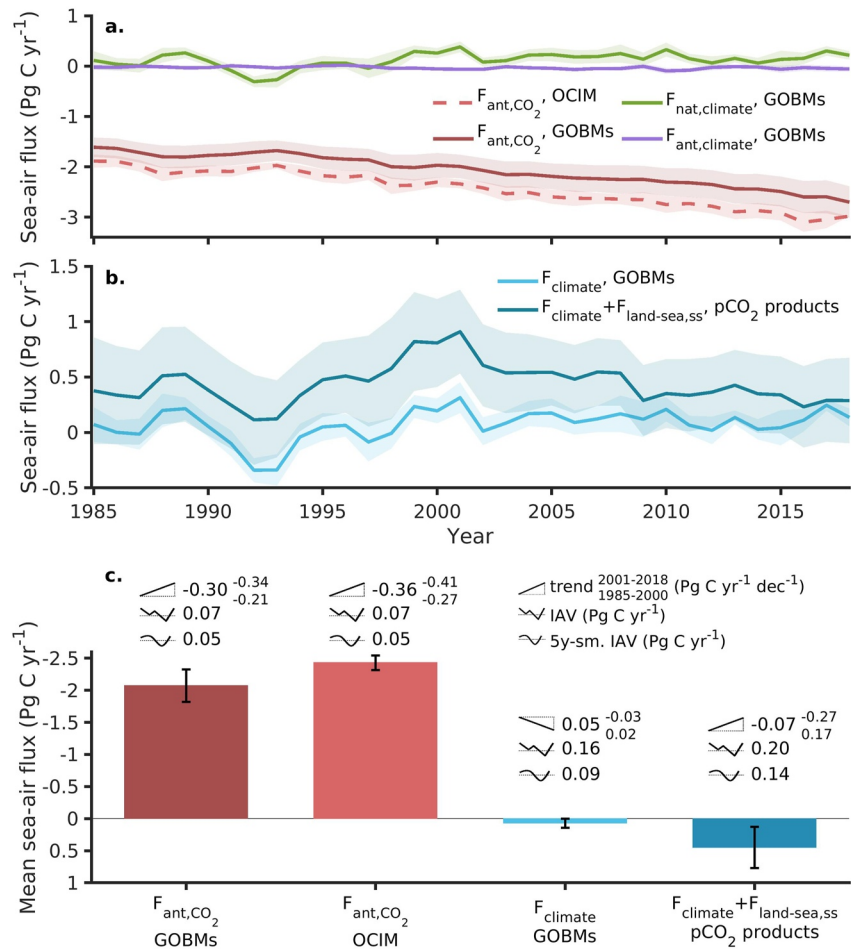 a.
Sea-air flux (Pg C yr⁻¹)
1
0
-1
-2
-3
F_ant,CO₂, OCIM
F_nat,climate, GOBMs
F_ant,CO₂, GOBMs
F_ant,climate, GOBMs
1985 1990 1995 2000 2005 2010 2015
b.
Sea-air flux (Pg C yr⁻¹)
1.5
1
0.5
0
-0.5
F_climate, GOBMs
F_climate+F_land-sea,ss, pCO₂ products
1985 1990 1995 2000 2005 2010 2015
Year
c.
-0.30 -0.34 -0.21
0.07
0.05
-0.36 -0.41 -0.27
0.07
0.05
trend 2001-2018 1985-2000 (Pg C yr⁻¹ dec⁻¹)
IAV (Pg C yr⁻¹)
5y-sm. IAV (Pg C yr⁻¹)
0.05 -0.03 0.02
0.16
0.09
-0.07 -0.27 0.17
0.20
0.14
Mean sea-air flux (Pg C yr⁻¹)
-2.5
-2
-1.5
-1
-0.5
0
0.5
1
F_ant,CO₂
GOBMs
F_ant,CO₂
OCIM
F_climate
GOBMs
F_climate+F_land-sea,ss
pCO₂ products